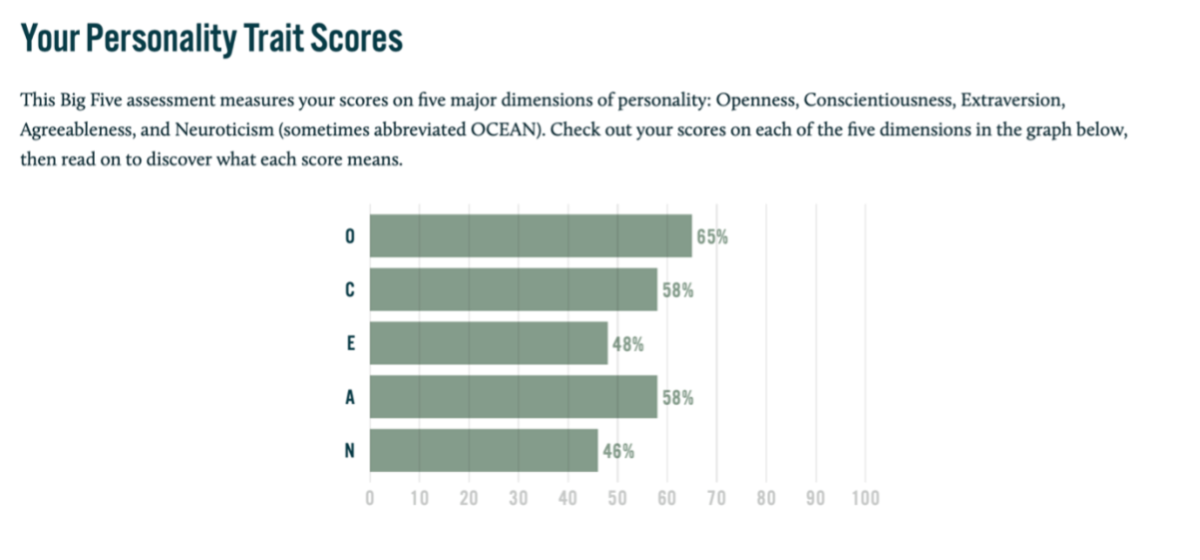 Your Personality Trait Scores
This Big Five assessment measures your scores on five major dimensions of personality: Openness, Conscientiousness, Extraversion,
Agreeableness, and Neuroticism (sometimes abbreviated OCEAN). Check out your scores on each of the five dimensions in the graph below,
then read on to discover what each score means.
O 65%
C 58%
E 48%
A 58%
N 46%
0 10 20 30 40 50 60 70 80 90 100